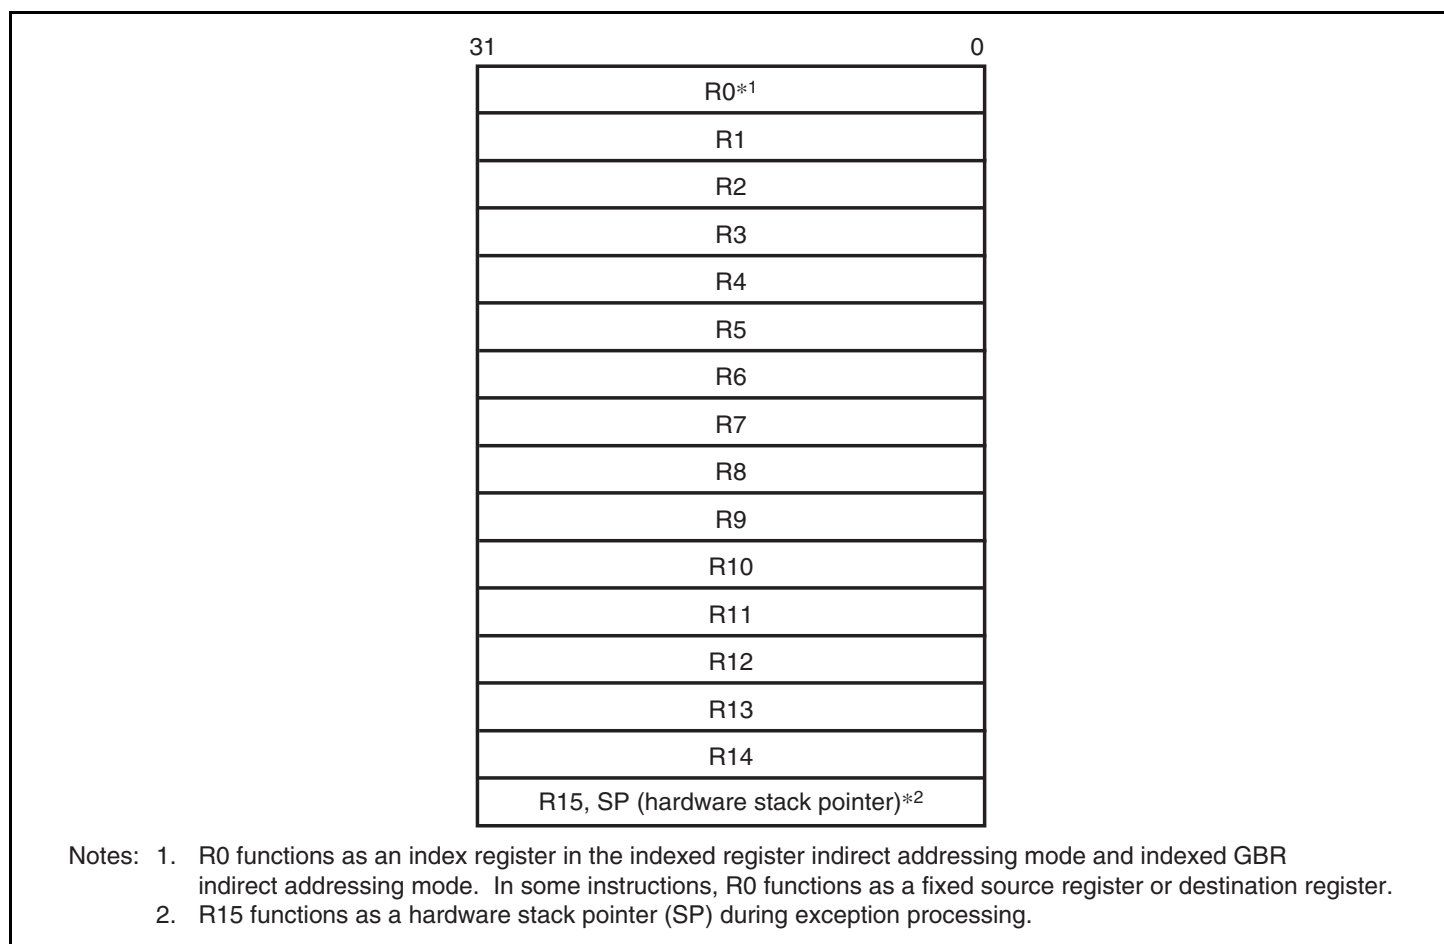 31 0
R0*1
R1
R2
R3
R4
R5
R6
R7
R8
R9
R10
R11
R12
R13
R14
R15, SP (hardware stack pointer)*2
Notes: 1. R0 functions as an index register in the indexed register indirect addressing mode and indexed GBR
indirect addressing mode. In some instructions, R0 functions as a fixed source register or destination register.
2. R15 functions as a hardware stack pointer (SP) during exception processing.